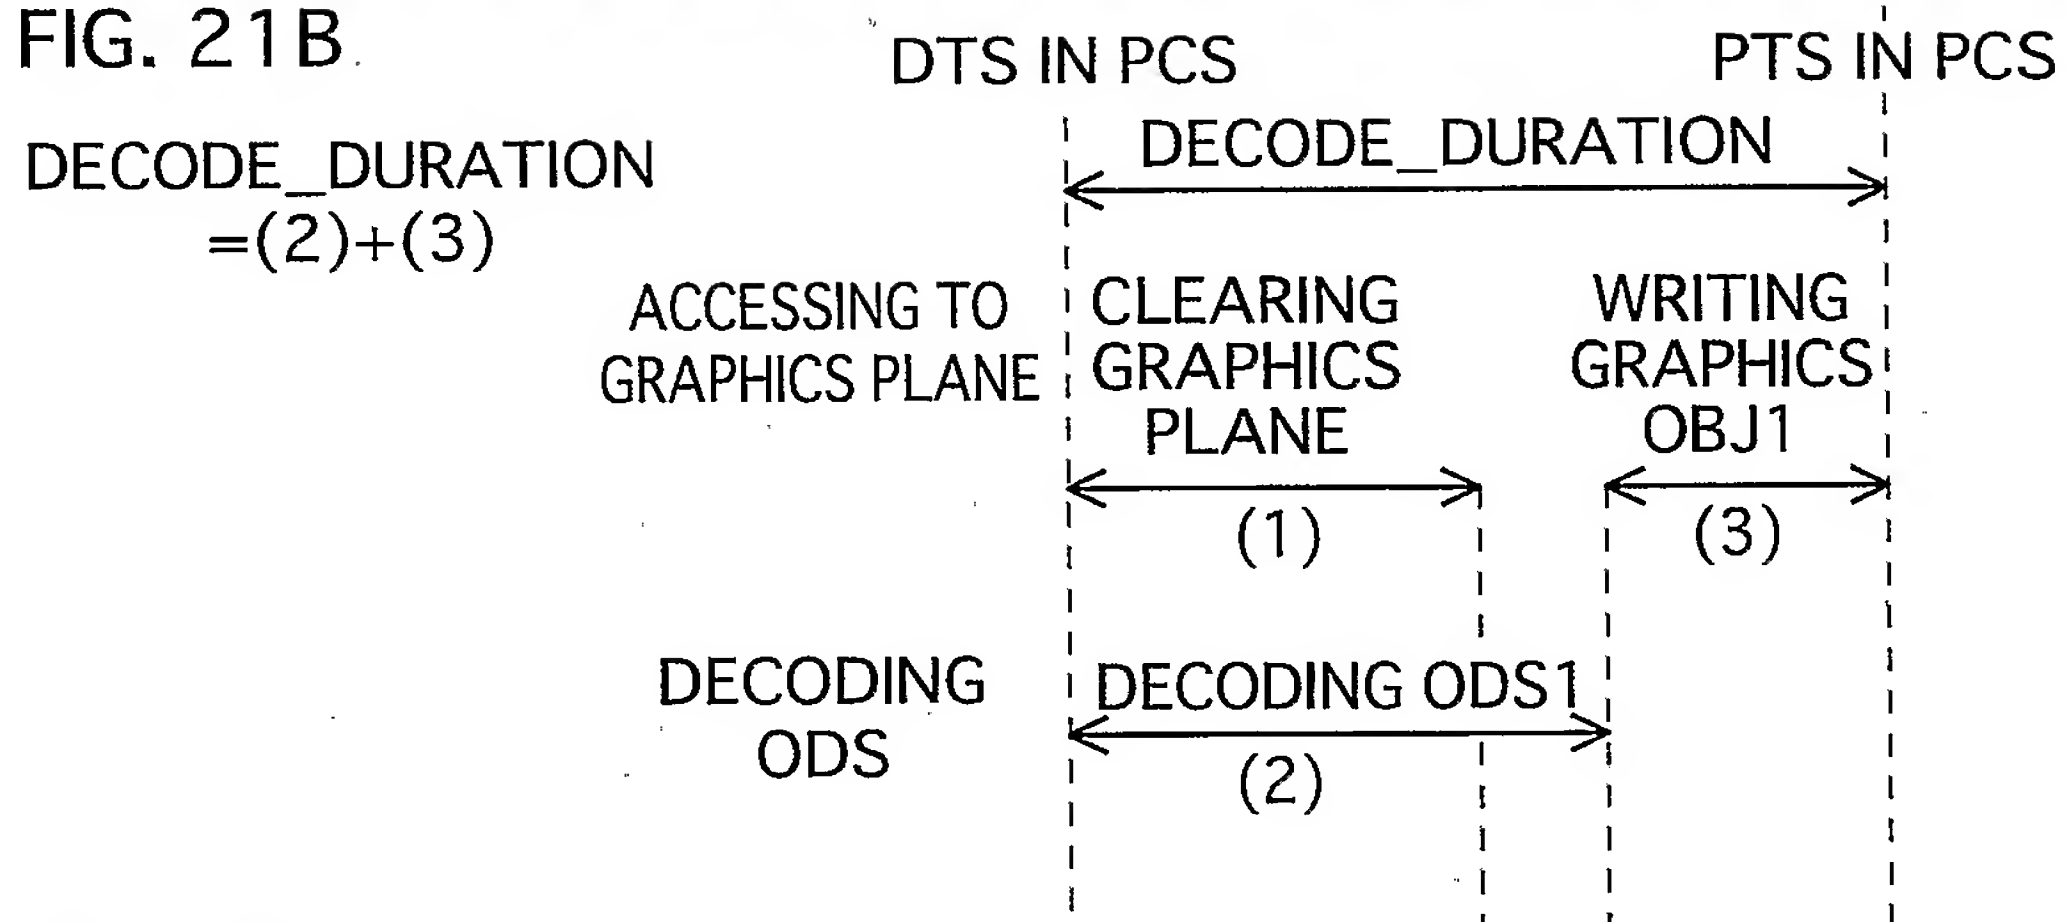 FIG. 21B
DTS IN PCS
PTS IN PCS
DECODE_DURATION
=(2)+(3)
DECODE_DURATION
ACCESSING TO
GRAPHICS PLANE
CLEARING
GRAPHICS
PLANE
(1)
WRITING
GRAPHICS
OBJ1
(3)
DECODING
ODS
DECODING ODS1
(2)